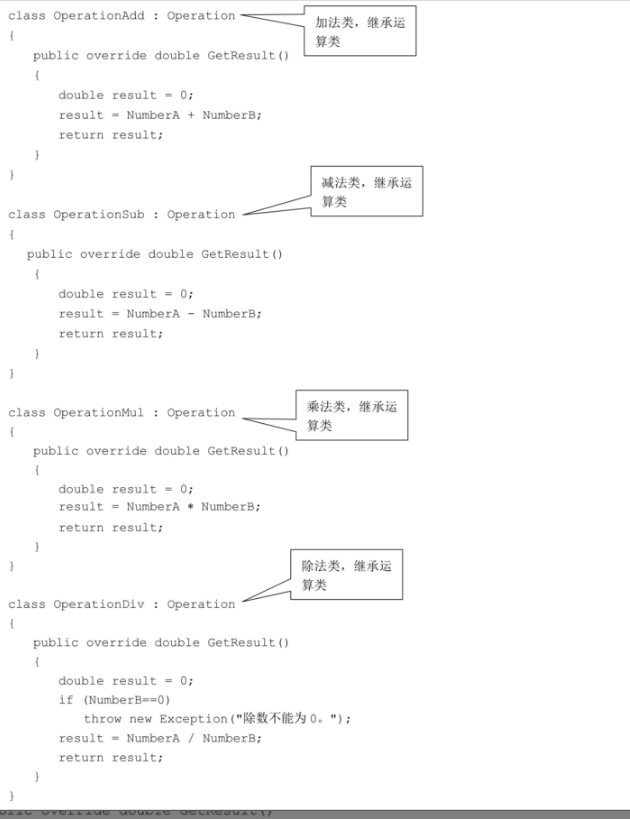 class OperationAdd : Operation
加法类，继承运
算类
{
public override double GetResult()
{
double result = 0;
result = NumberA + NumberB;
return result;
}
}
class OperationSub : Operation
减法类，继承运
算类
{
public override double GetResult()
{
double result = 0;
result = NumberA - NumberB;
return result;
}
}
class OperationMul : Operation
乘法类，继承运
算类
{
public override double GetResult()
{
double result = 0;
result = NumberA * NumberB;
return result;
}
}
class OperationDiv : Operation
除法类，继承运
算类
{
public override double GetResult()
{
double result = 0;
if (NumberB==0)
throw new Exception("除数不能为 0。");
result = NumberA / NumberB;
return result;
}
}